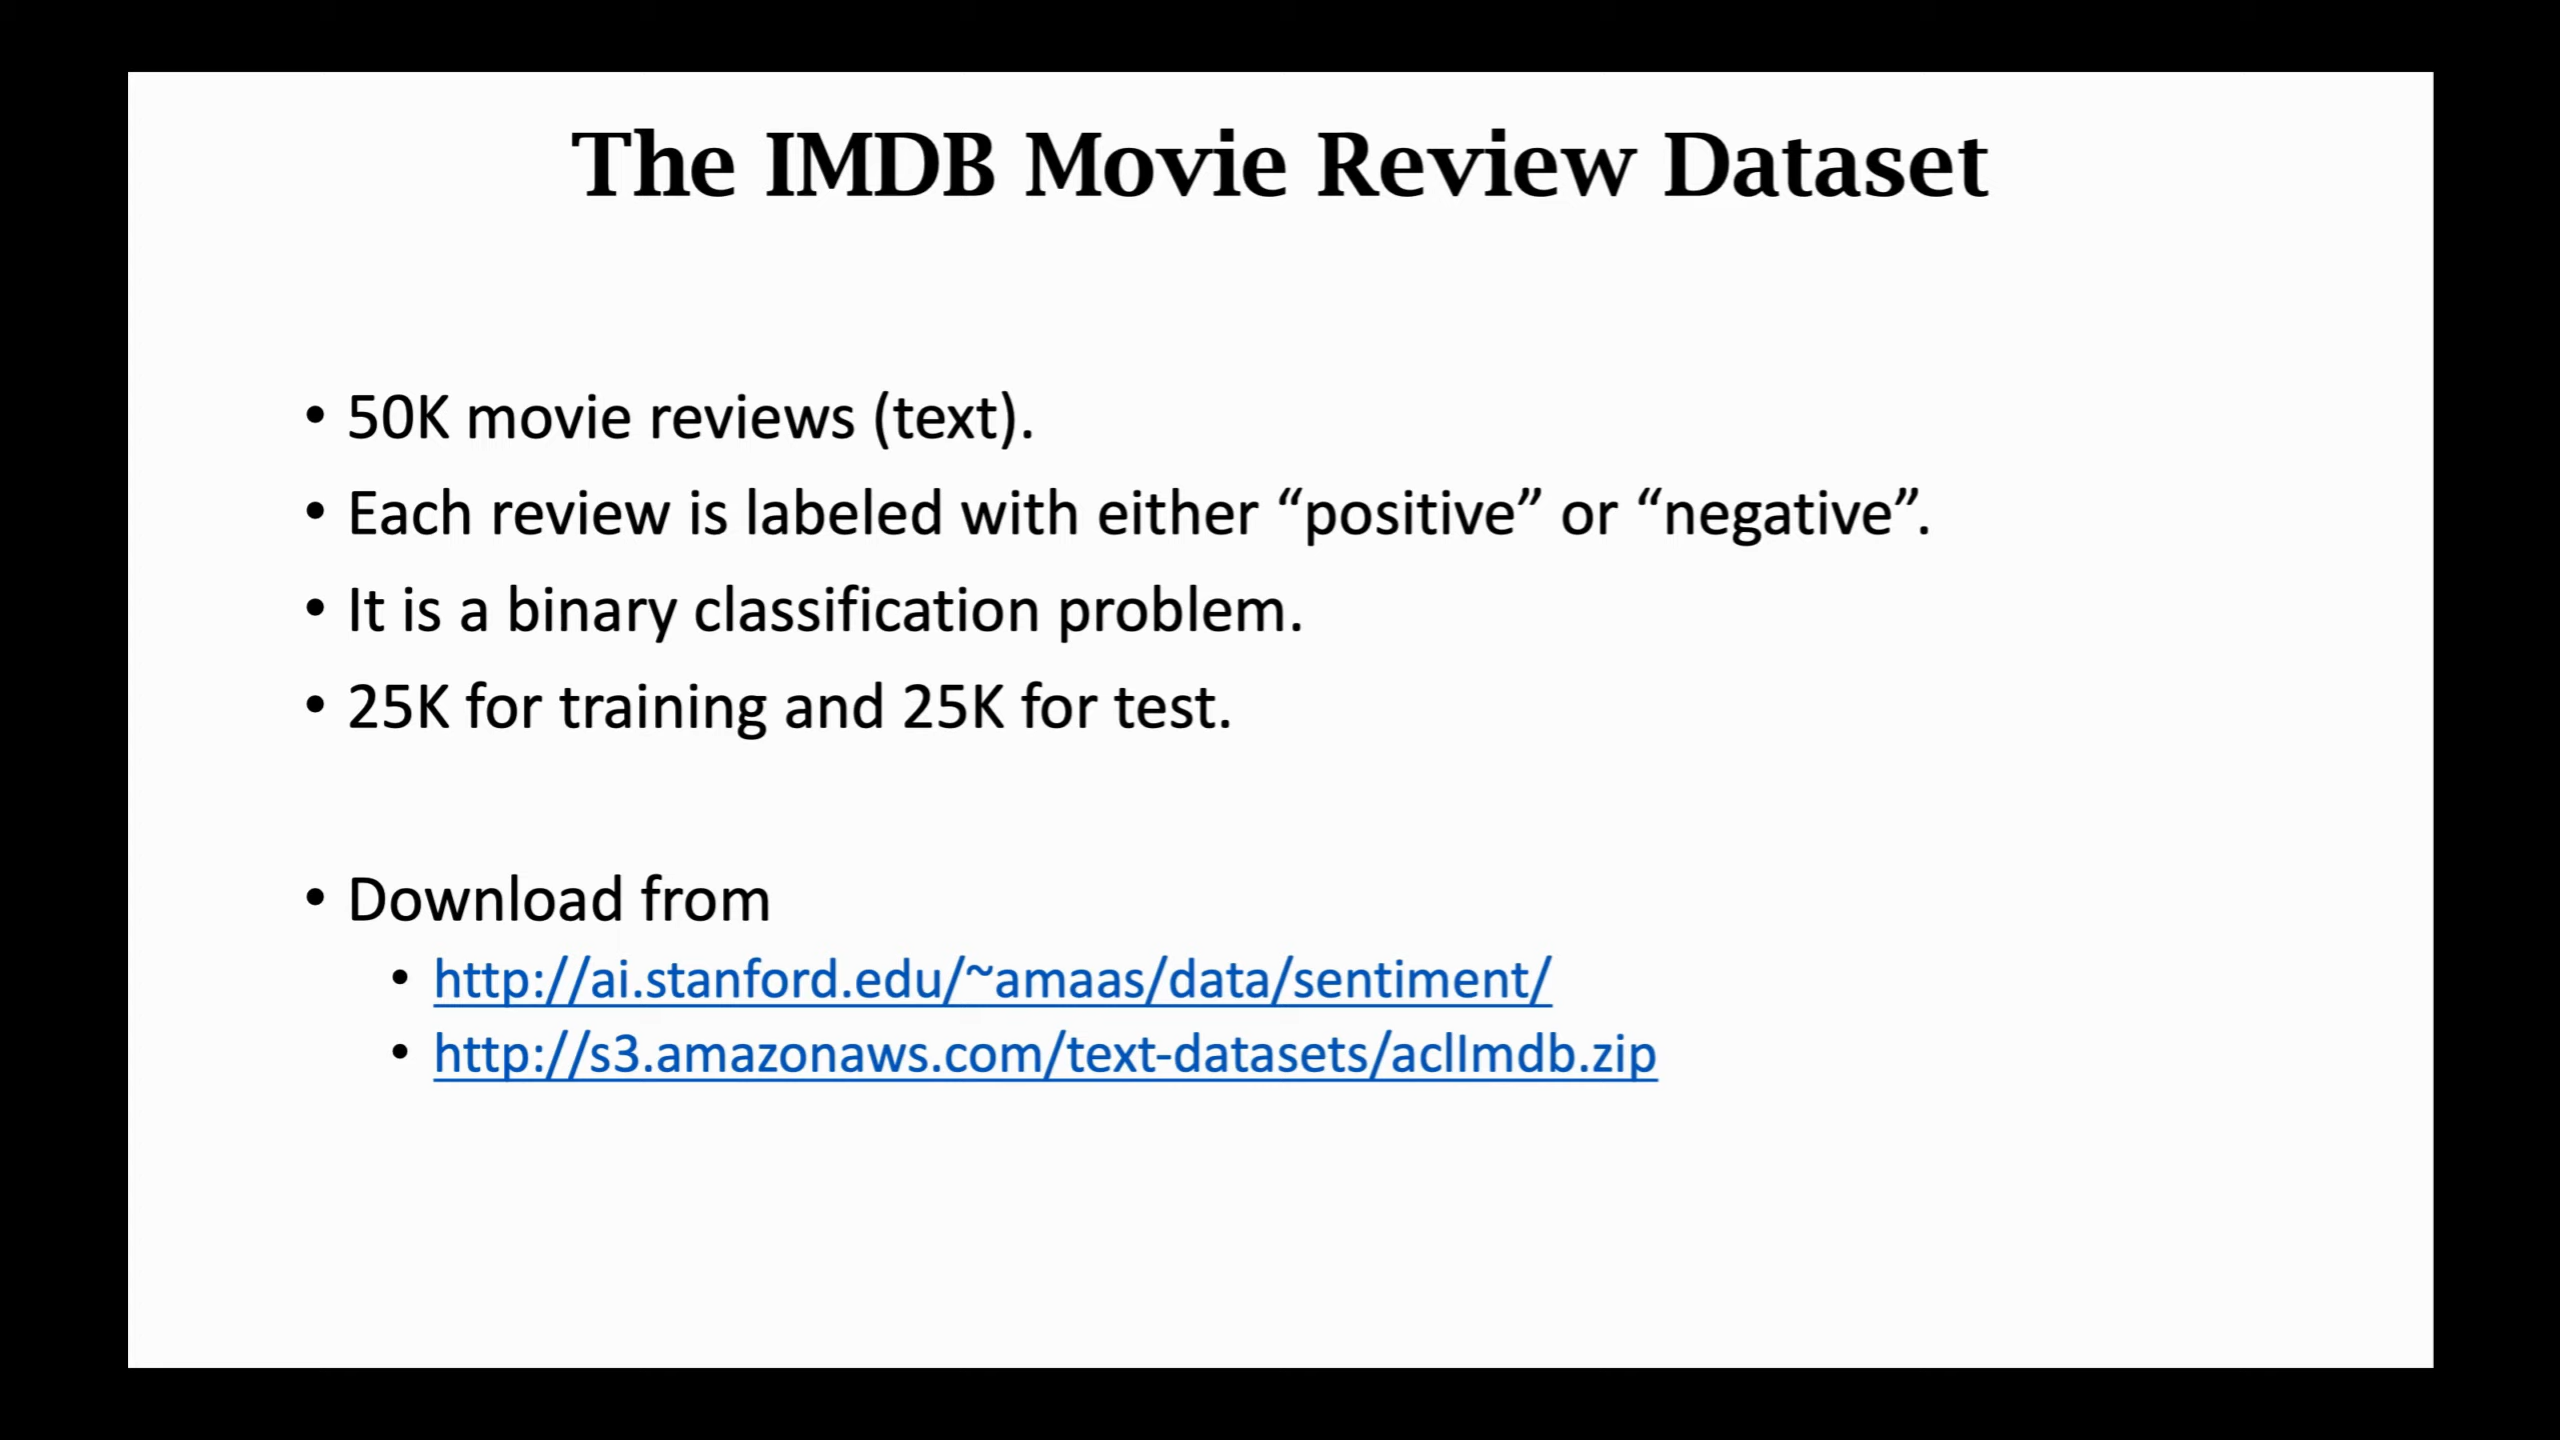 The IMDB Movie Review Dataset
• 50K movie reviews (text).
• Each review is labeled with either “positive” or “negative”.
• It is a binary classification problem.
• 25K for training and 25K for test.
• Download from
• http://ai.stanford.edu/~amaas/data/sentiment/
• http://s3.amazonaws.com/text-datasets/aclImdb.zip